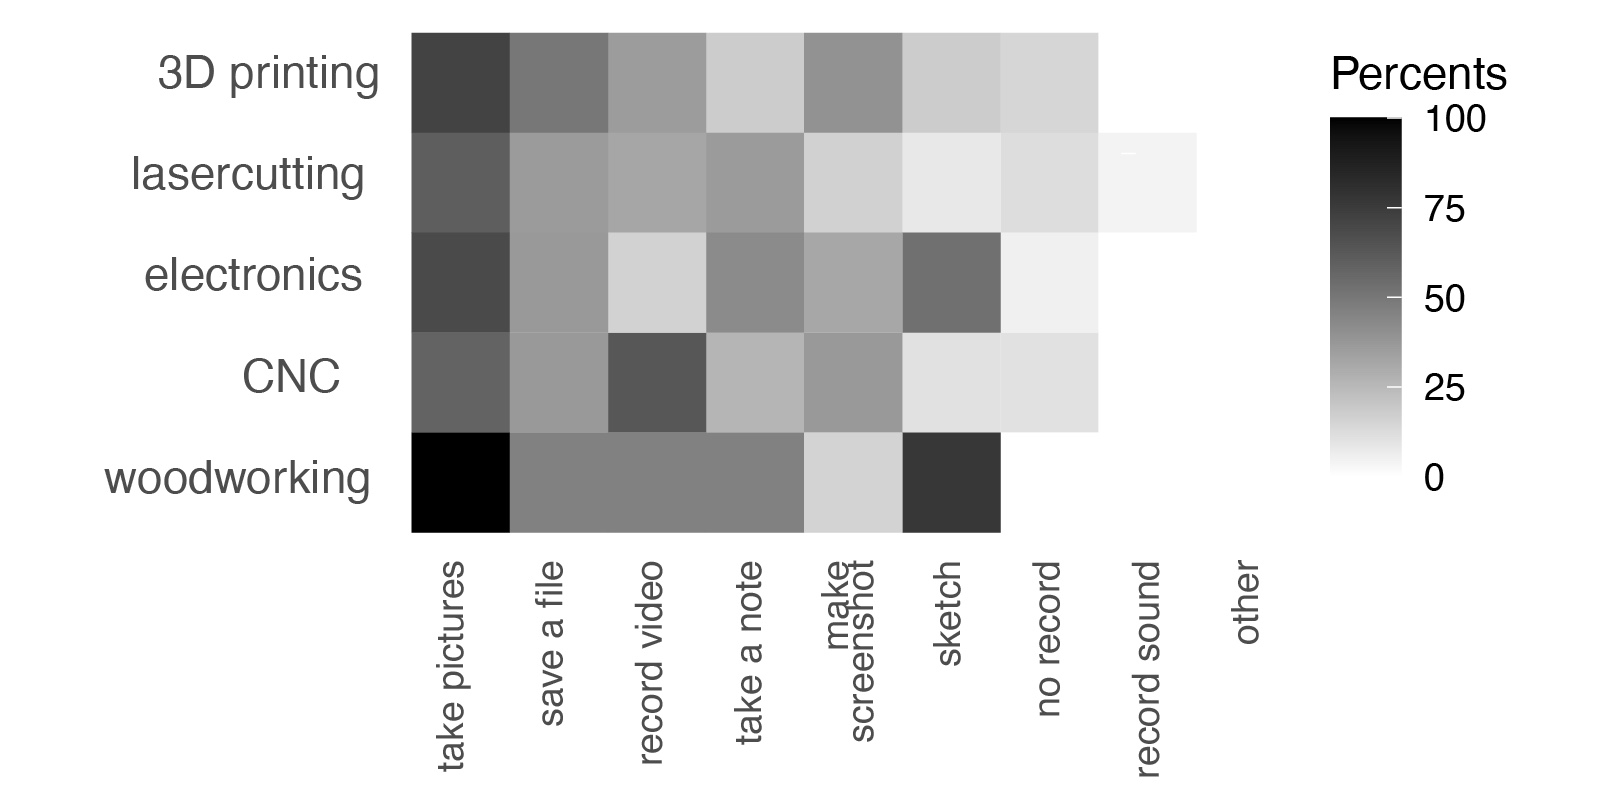 3D printing
lasercutting
electronics
CNC
woodworking
take pictures
save a file
record video
take a note
make
screenshot
sketch
no record
record sound
other
Percents
100
75
50
25
0